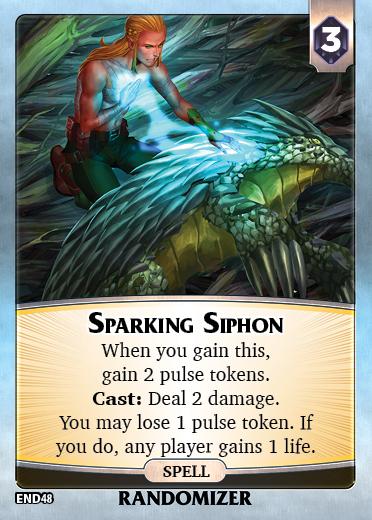 3
Sparking Siphon
When you gain this,
gain 2 pulse tokens.
Cast: Deal 2 damage.
You may lose 1 pulse token. If
you do, any player gains 1 life.
SPELL
END48
RANDOMIZER